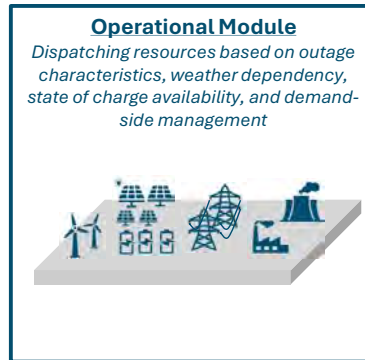 Operational Module
Dispatching resources based on outage
characteristics, weather dependency,
state of charge availability, and demand-
side management